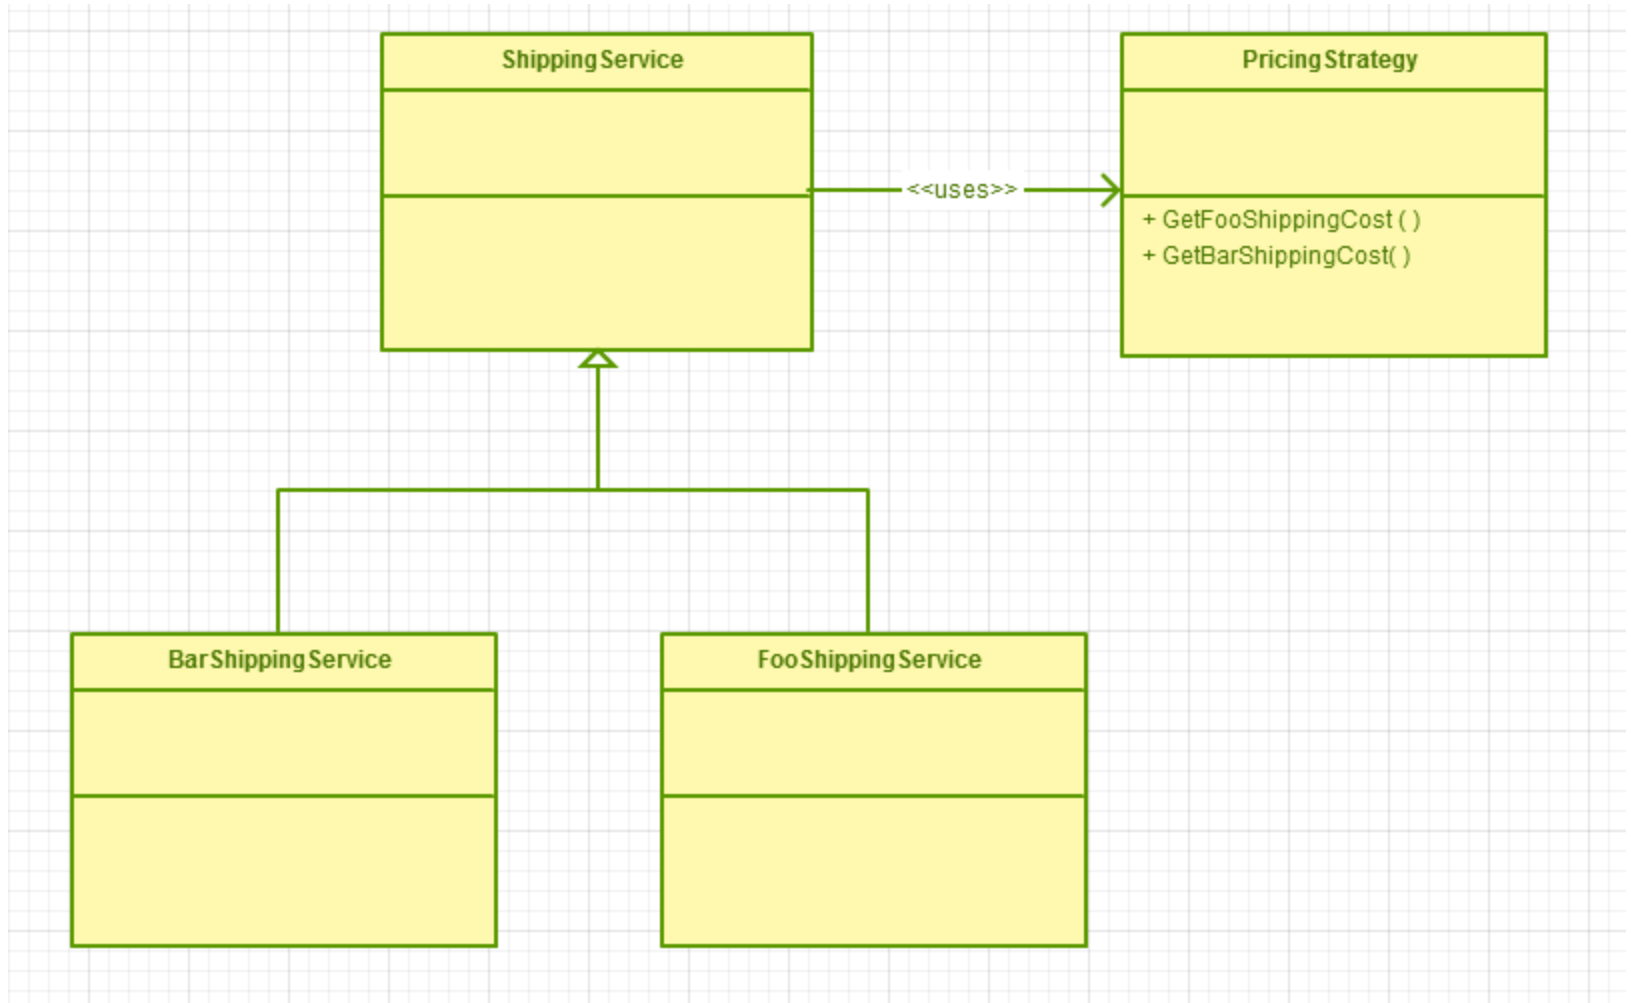 ShippingService
PricingStrategy
<<uses>>
+ GetFooShippingCost ( )
+ GetBarShippingCost( )
BarShippingService
FooShippingService